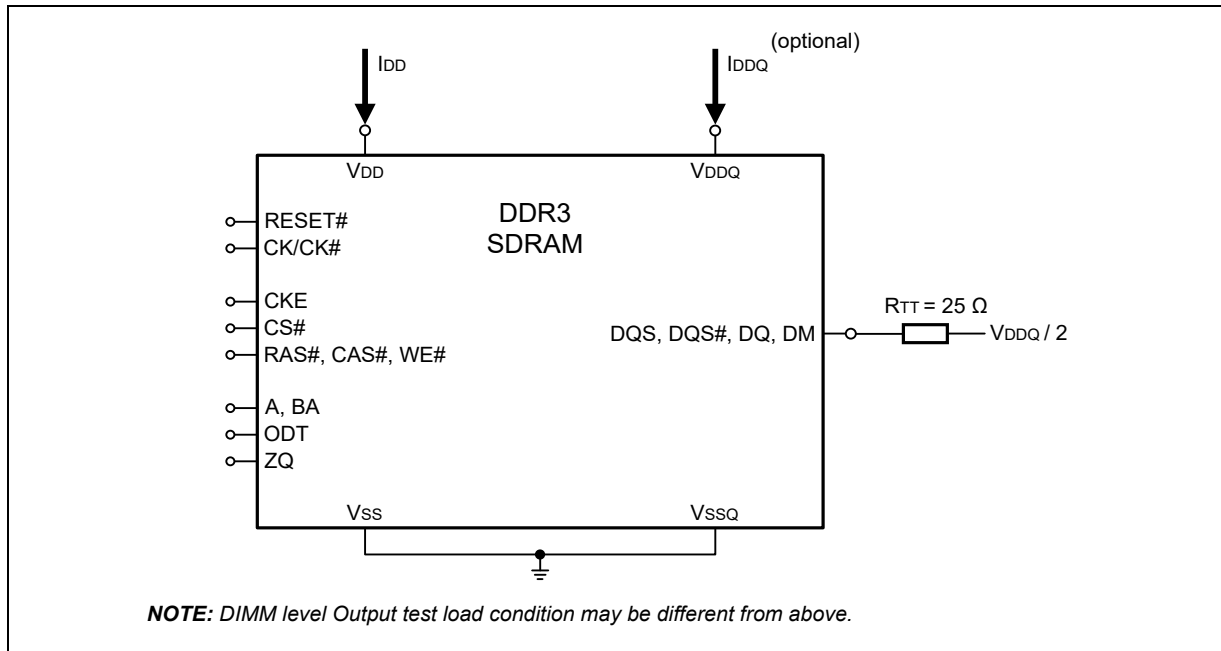 (optional)
IDD
IDDQ
VDD
VDDQ
DDR3
SDRAM
RESET#
CK/CK#
CKE
CS#
RAS#, CAS#, WE#
A, BA
ODT
ZQ
DQS, DQS#, DQ, DM
RTT = 25 Ω
VDDQ / 2
VSS
VSSQ
NOTE: DIMM level Output test load condition may be different from above.